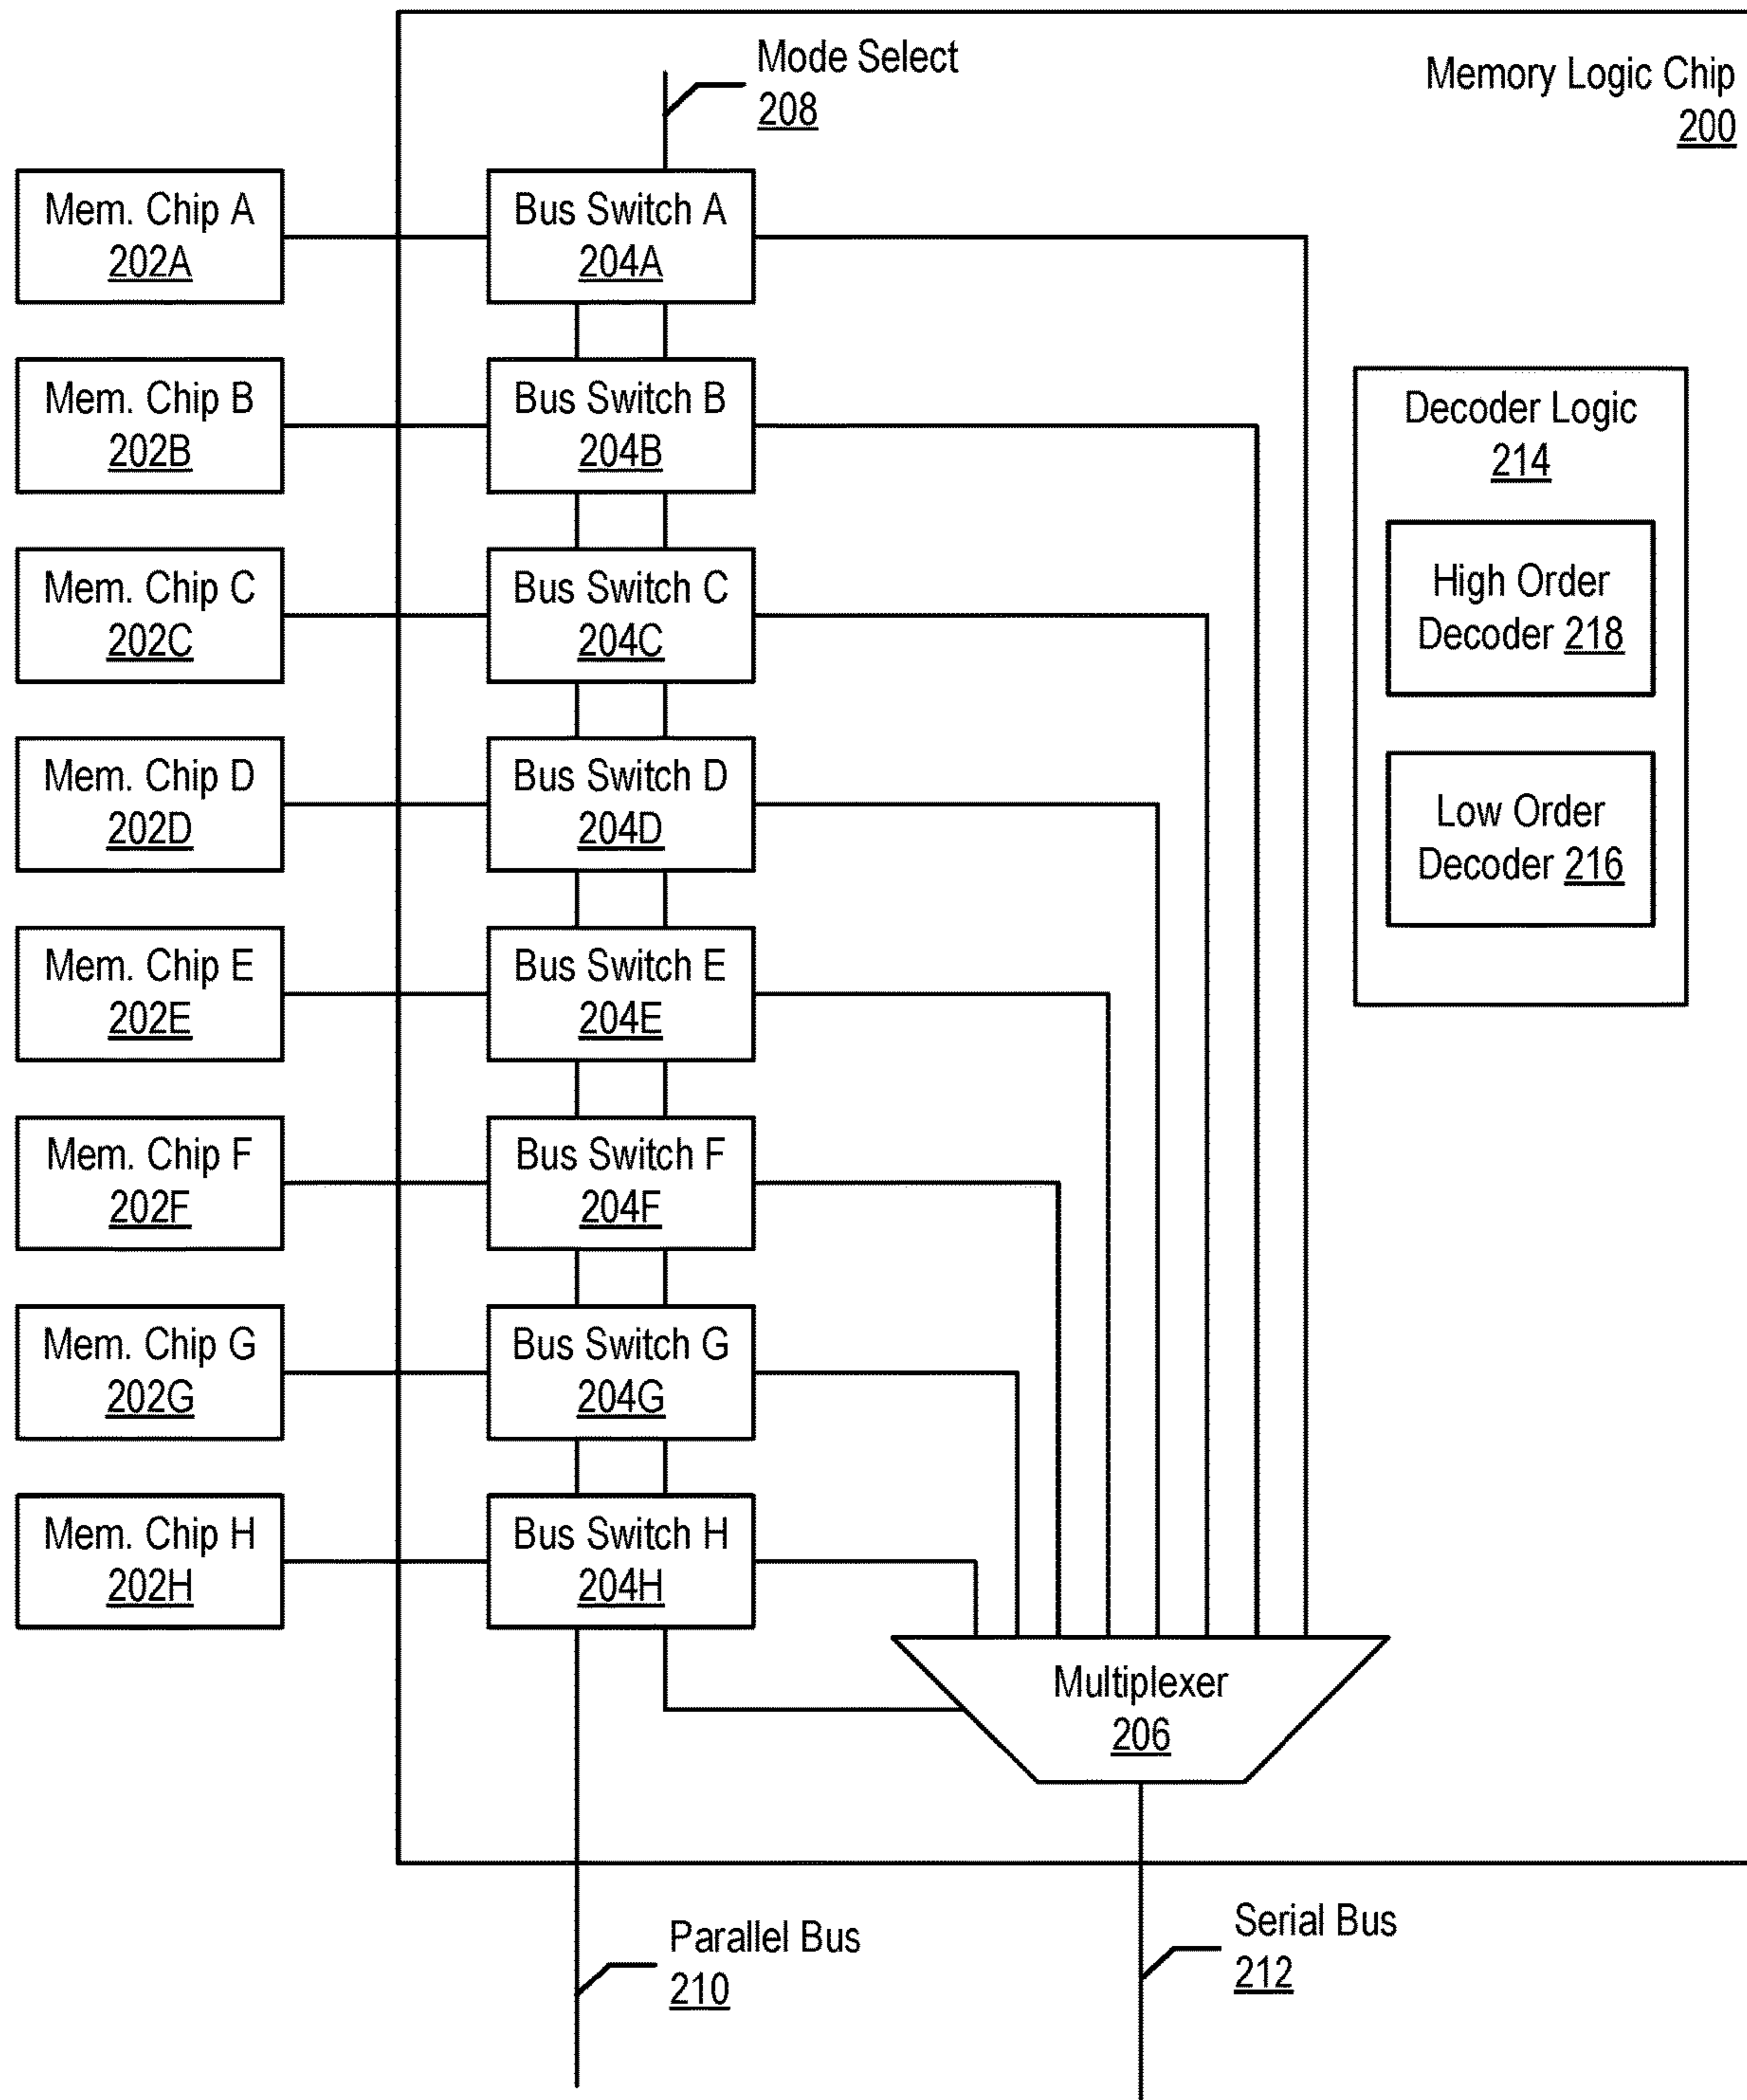 Mode Select
208
Memory Logic Chip
200
Mem. Chip A
202A
Bus Switch A
204A
Mem. Chip B
202B
Bus Switch B
204B
Decoder Logic
214
Mem. Chip C
202C
Bus Switch C
204C
High Order
Decoder 218
Mem. Chip D
202D
Bus Switch D
204D
Low Order
Decoder 216
Mem. Chip E
202E
Bus Switch E
204E
Mem. Chip F
202F
Bus Switch F
204F
Mem. Chip G
202G
Bus Switch G
204G
Mem. Chip H
202H
Bus Switch H
204H
Multiplexer
206
Parallel Bus
210
Serial Bus
212